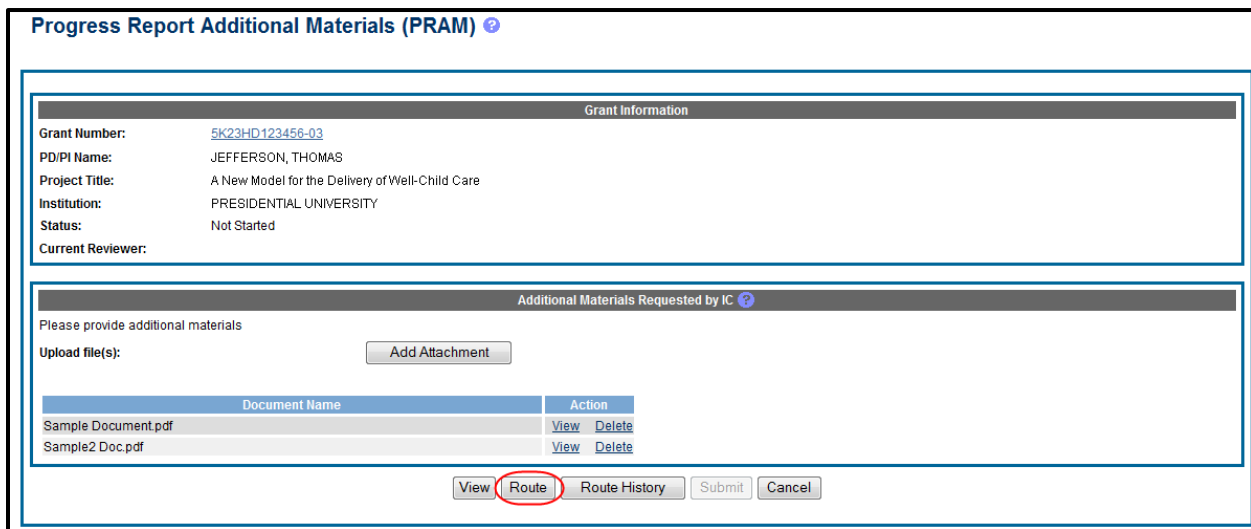 Progress Report Additional Materials (PRAM) ?
Grant Information
Grant Number: 5K23HD123456-03
PD/PI Name: JEFFERSON, THOMAS
Project Title: A New Model for the Delivery of Well-Child Care
Institution: PRESIDENTIAL UNIVERSITY
Status: Not Started
Current Reviewer:
Additional Materials Requested by IC ?
Please provide additional materials
Upload file(s): Add Attachment
Document Name Action
Sample Document.pdf View Delete
Sample2 Doc.pdf View Delete
View Route Route History Submit Cancel